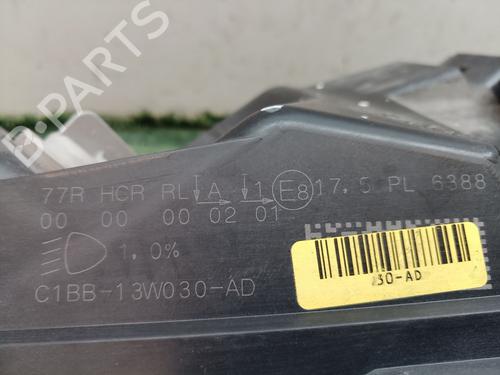 B-PARTS
77R HCR RL A 1 E8 17.5 PL 6388
00 00 00 02 01
1.0%
C1BB-13W030-AD
30-AD